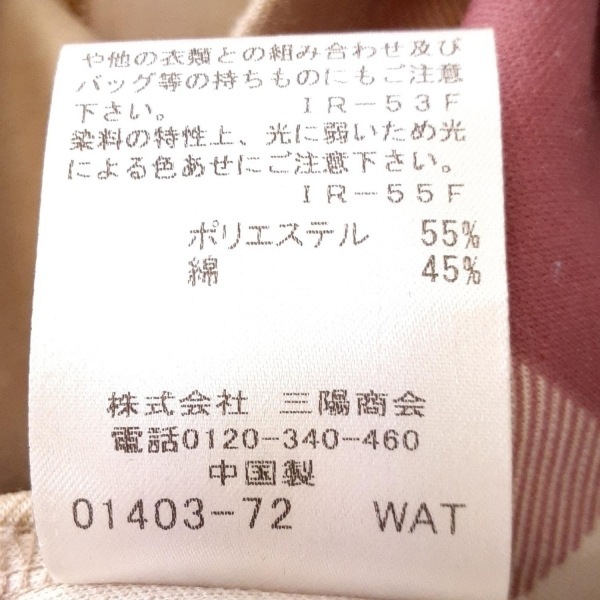 や他の衣類との組み合わせ及び
バッグ等の持ちものにもご注意
下さい。 IR-53F
染料の特性上、光に弱いため光
による色あせにご注意下さい。
IR-55F
ポリエステル 55%
綿 45%
株式会社 三陽商会
電話0120-340-460
中国製
01403-72 WAT